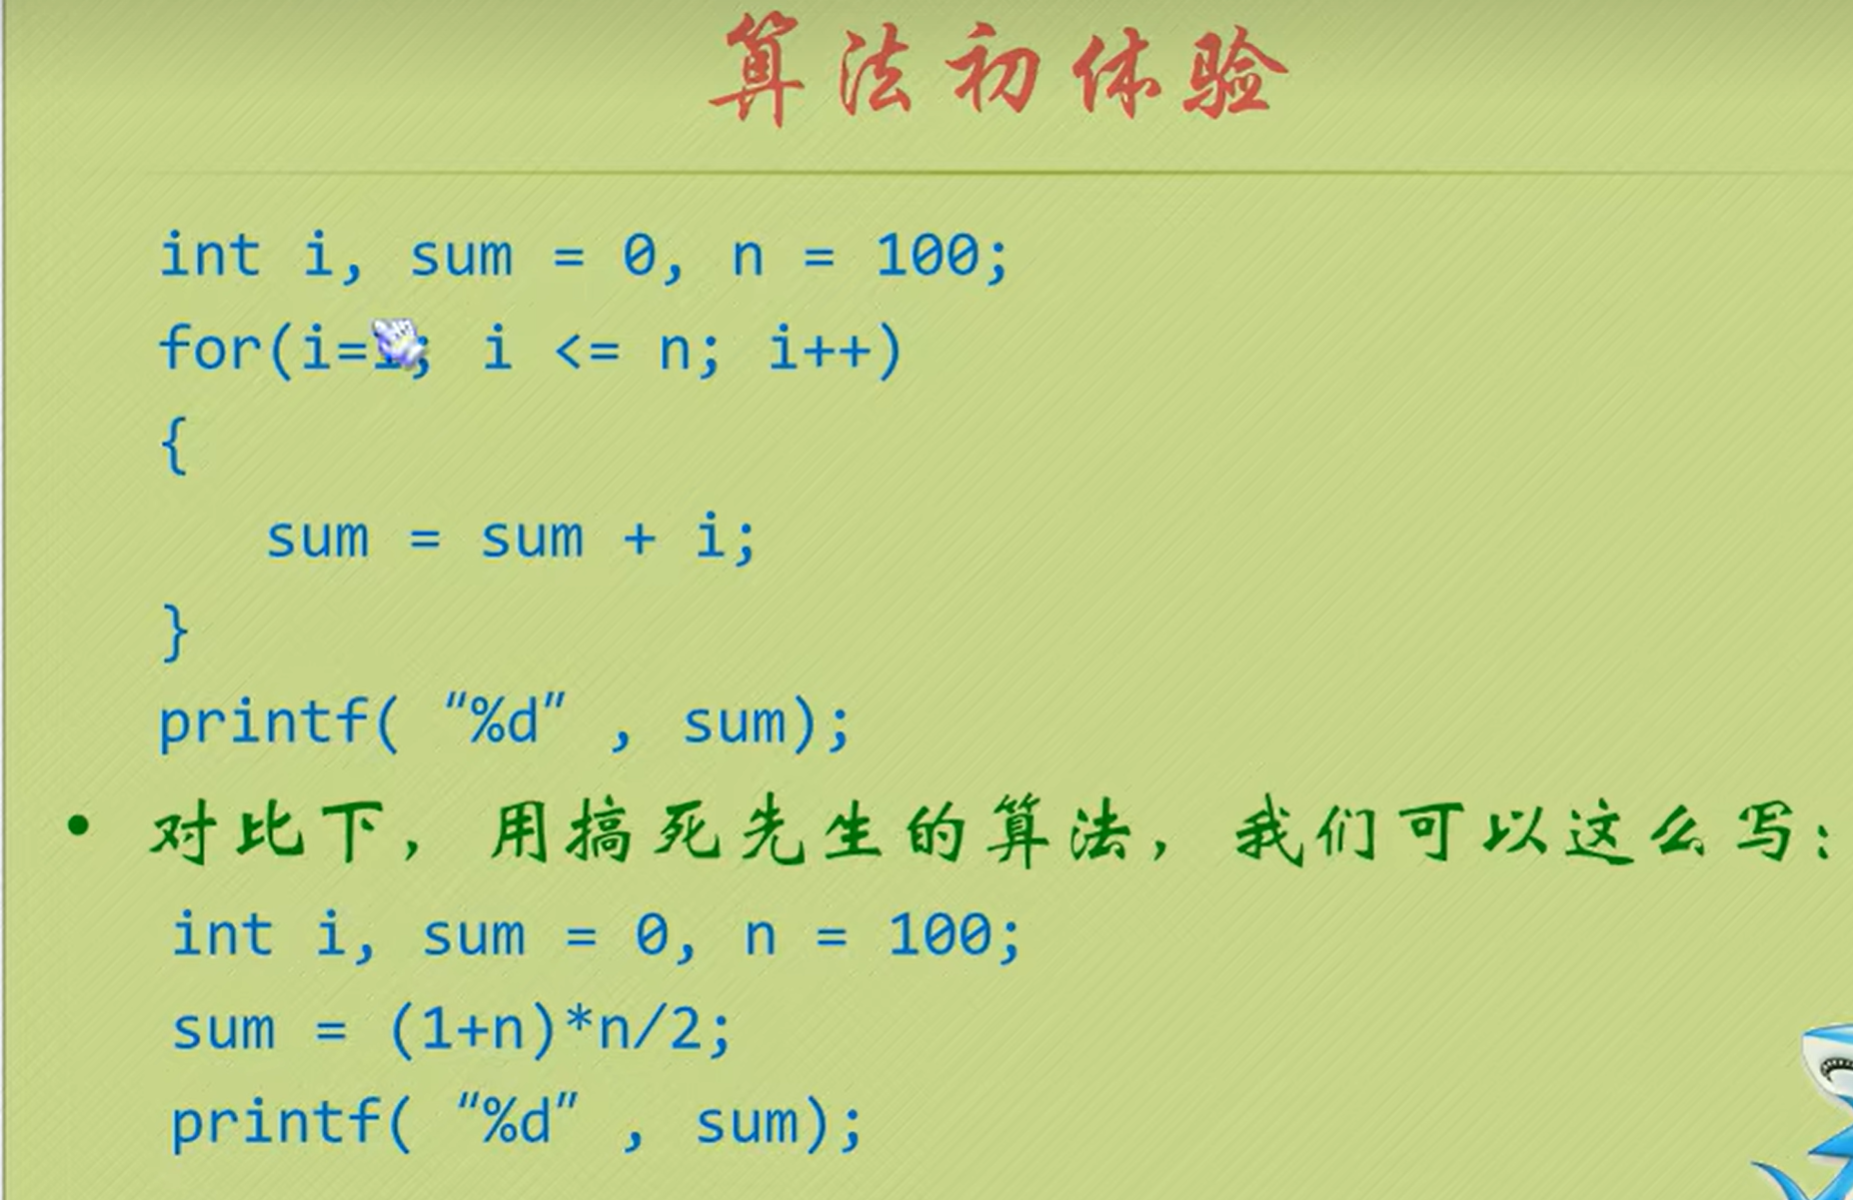 算法初体验
int i, sum = 0, n = 100;
for(i=1; i <= n; i++)
{
sum = sum + i;
}
printf( “%d” , sum);
• 对比下，用搞死先生的算法，我们可以这么写：
int i, sum = 0, n = 100;
sum = (1+n)*n/2;
printf( “%d” , sum);